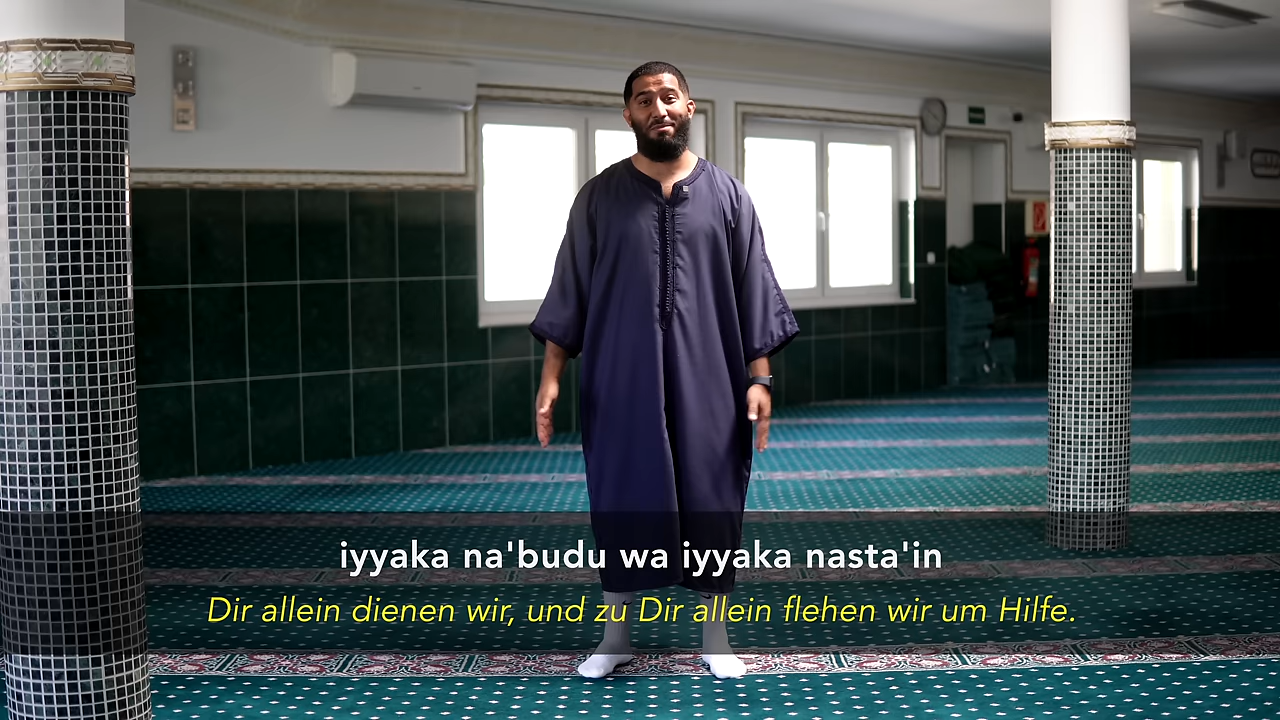 iyyaka na'budu wa iyyaka nasta'in
Dir allein dienen wir, und zu Dir allein flehen wir um Hilfe.